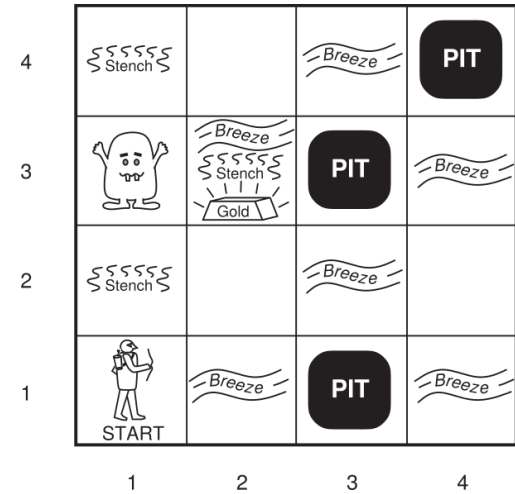 4
Stench
Breeze
PIT
3
Breeze
Stench
Gold
PIT
Breeze
2
Stench
Breeze
1
START
Breeze
PIT
Breeze
1 2 3 4